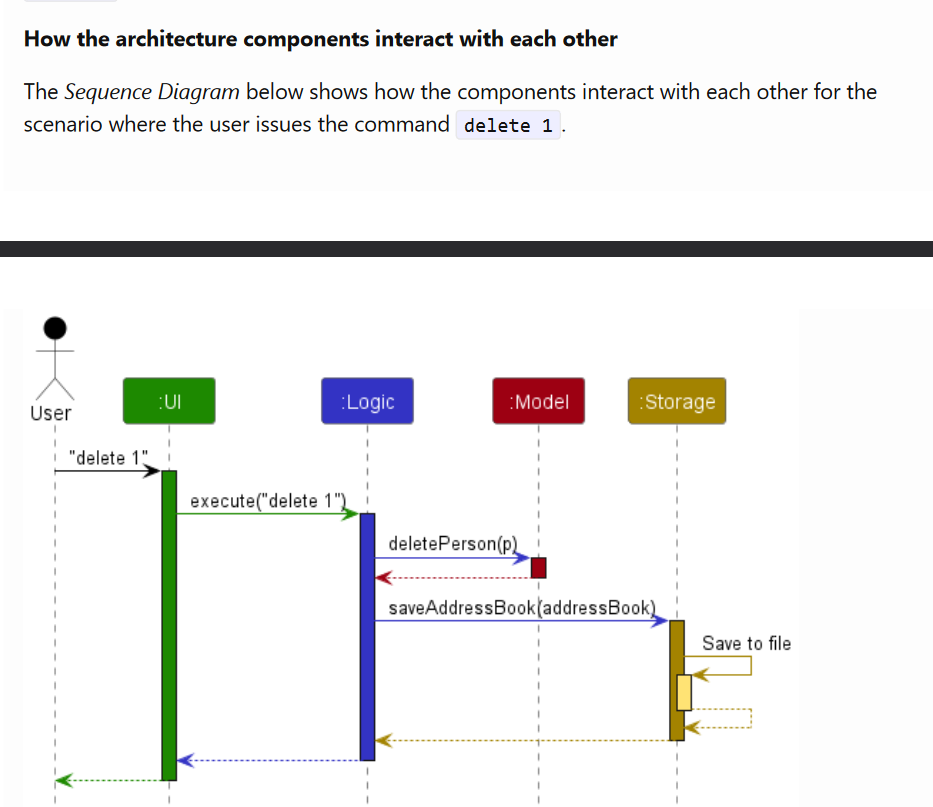 How the architecture components interact with each other
The Sequence Diagram below shows how the components interact with each other for the
scenario where the user issues the command delete 1 .
User
:UI
:Logic
:Model
:Storage
"delete 1"
execute("delete 1")
deletePerson(p)
saveAddressBook(addressBook)
Save to file